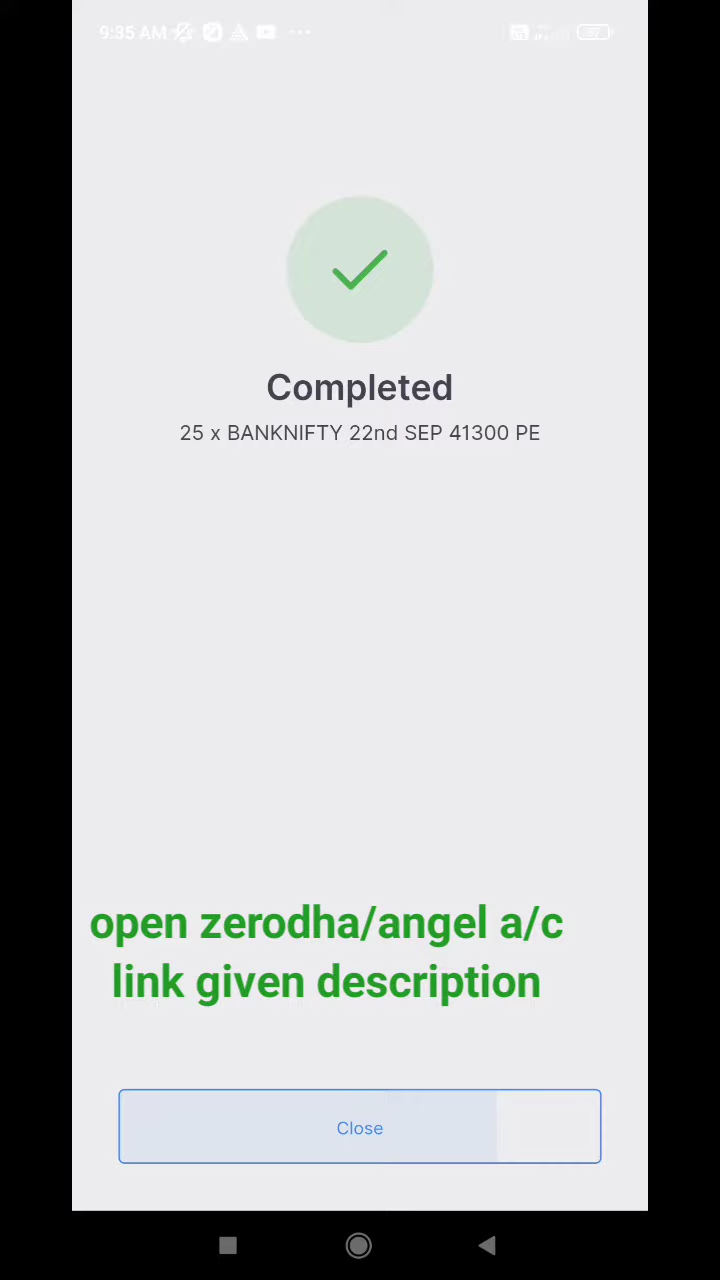 9:35 AM
Completed
25 x BANKNIFTY 22nd SEP 41300 PE
open zerodha/angel a/c
link given description
Close